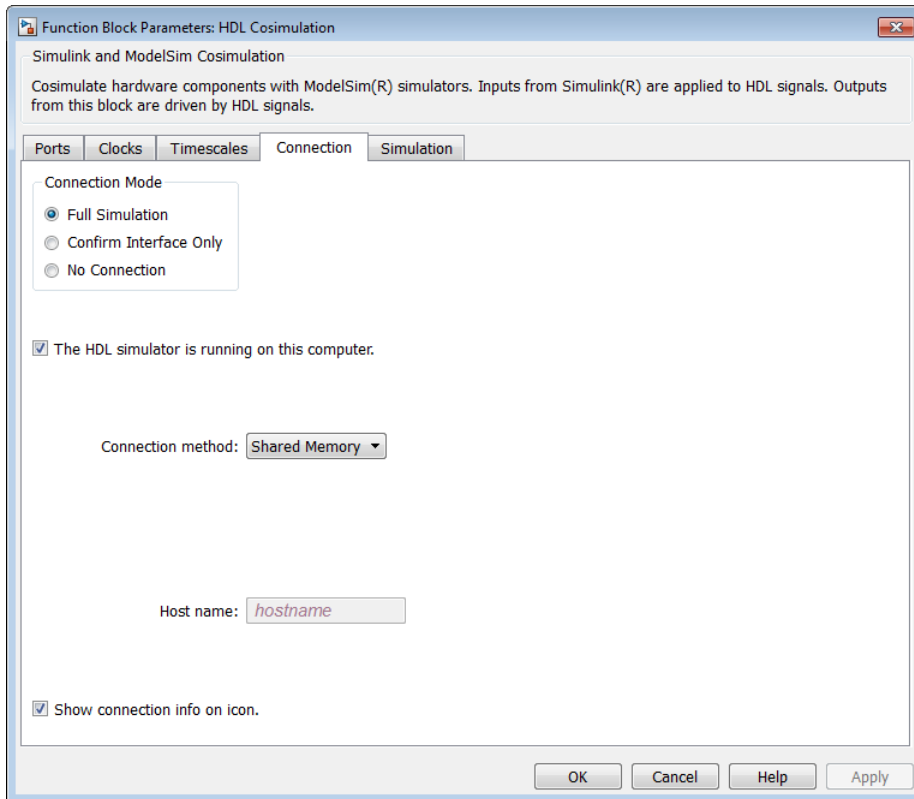 Function Block Parameters: HDL Cosimulation
Simulink and ModelSim Cosimulation
Cosimulate hardware components with ModelSim(R) simulators. Inputs from Simulink(R) are applied to HDL signals. Outputs
from this block are driven by HDL signals.
Ports Clocks Timescales Connection Simulation
Connection Mode
Full Simulation
Confirm Interface Only
No Connection
The HDL simulator is running on this computer.
Connection method: Shared Memory
Host name: hostname
Show connection info on icon.
OK Cancel Help Apply